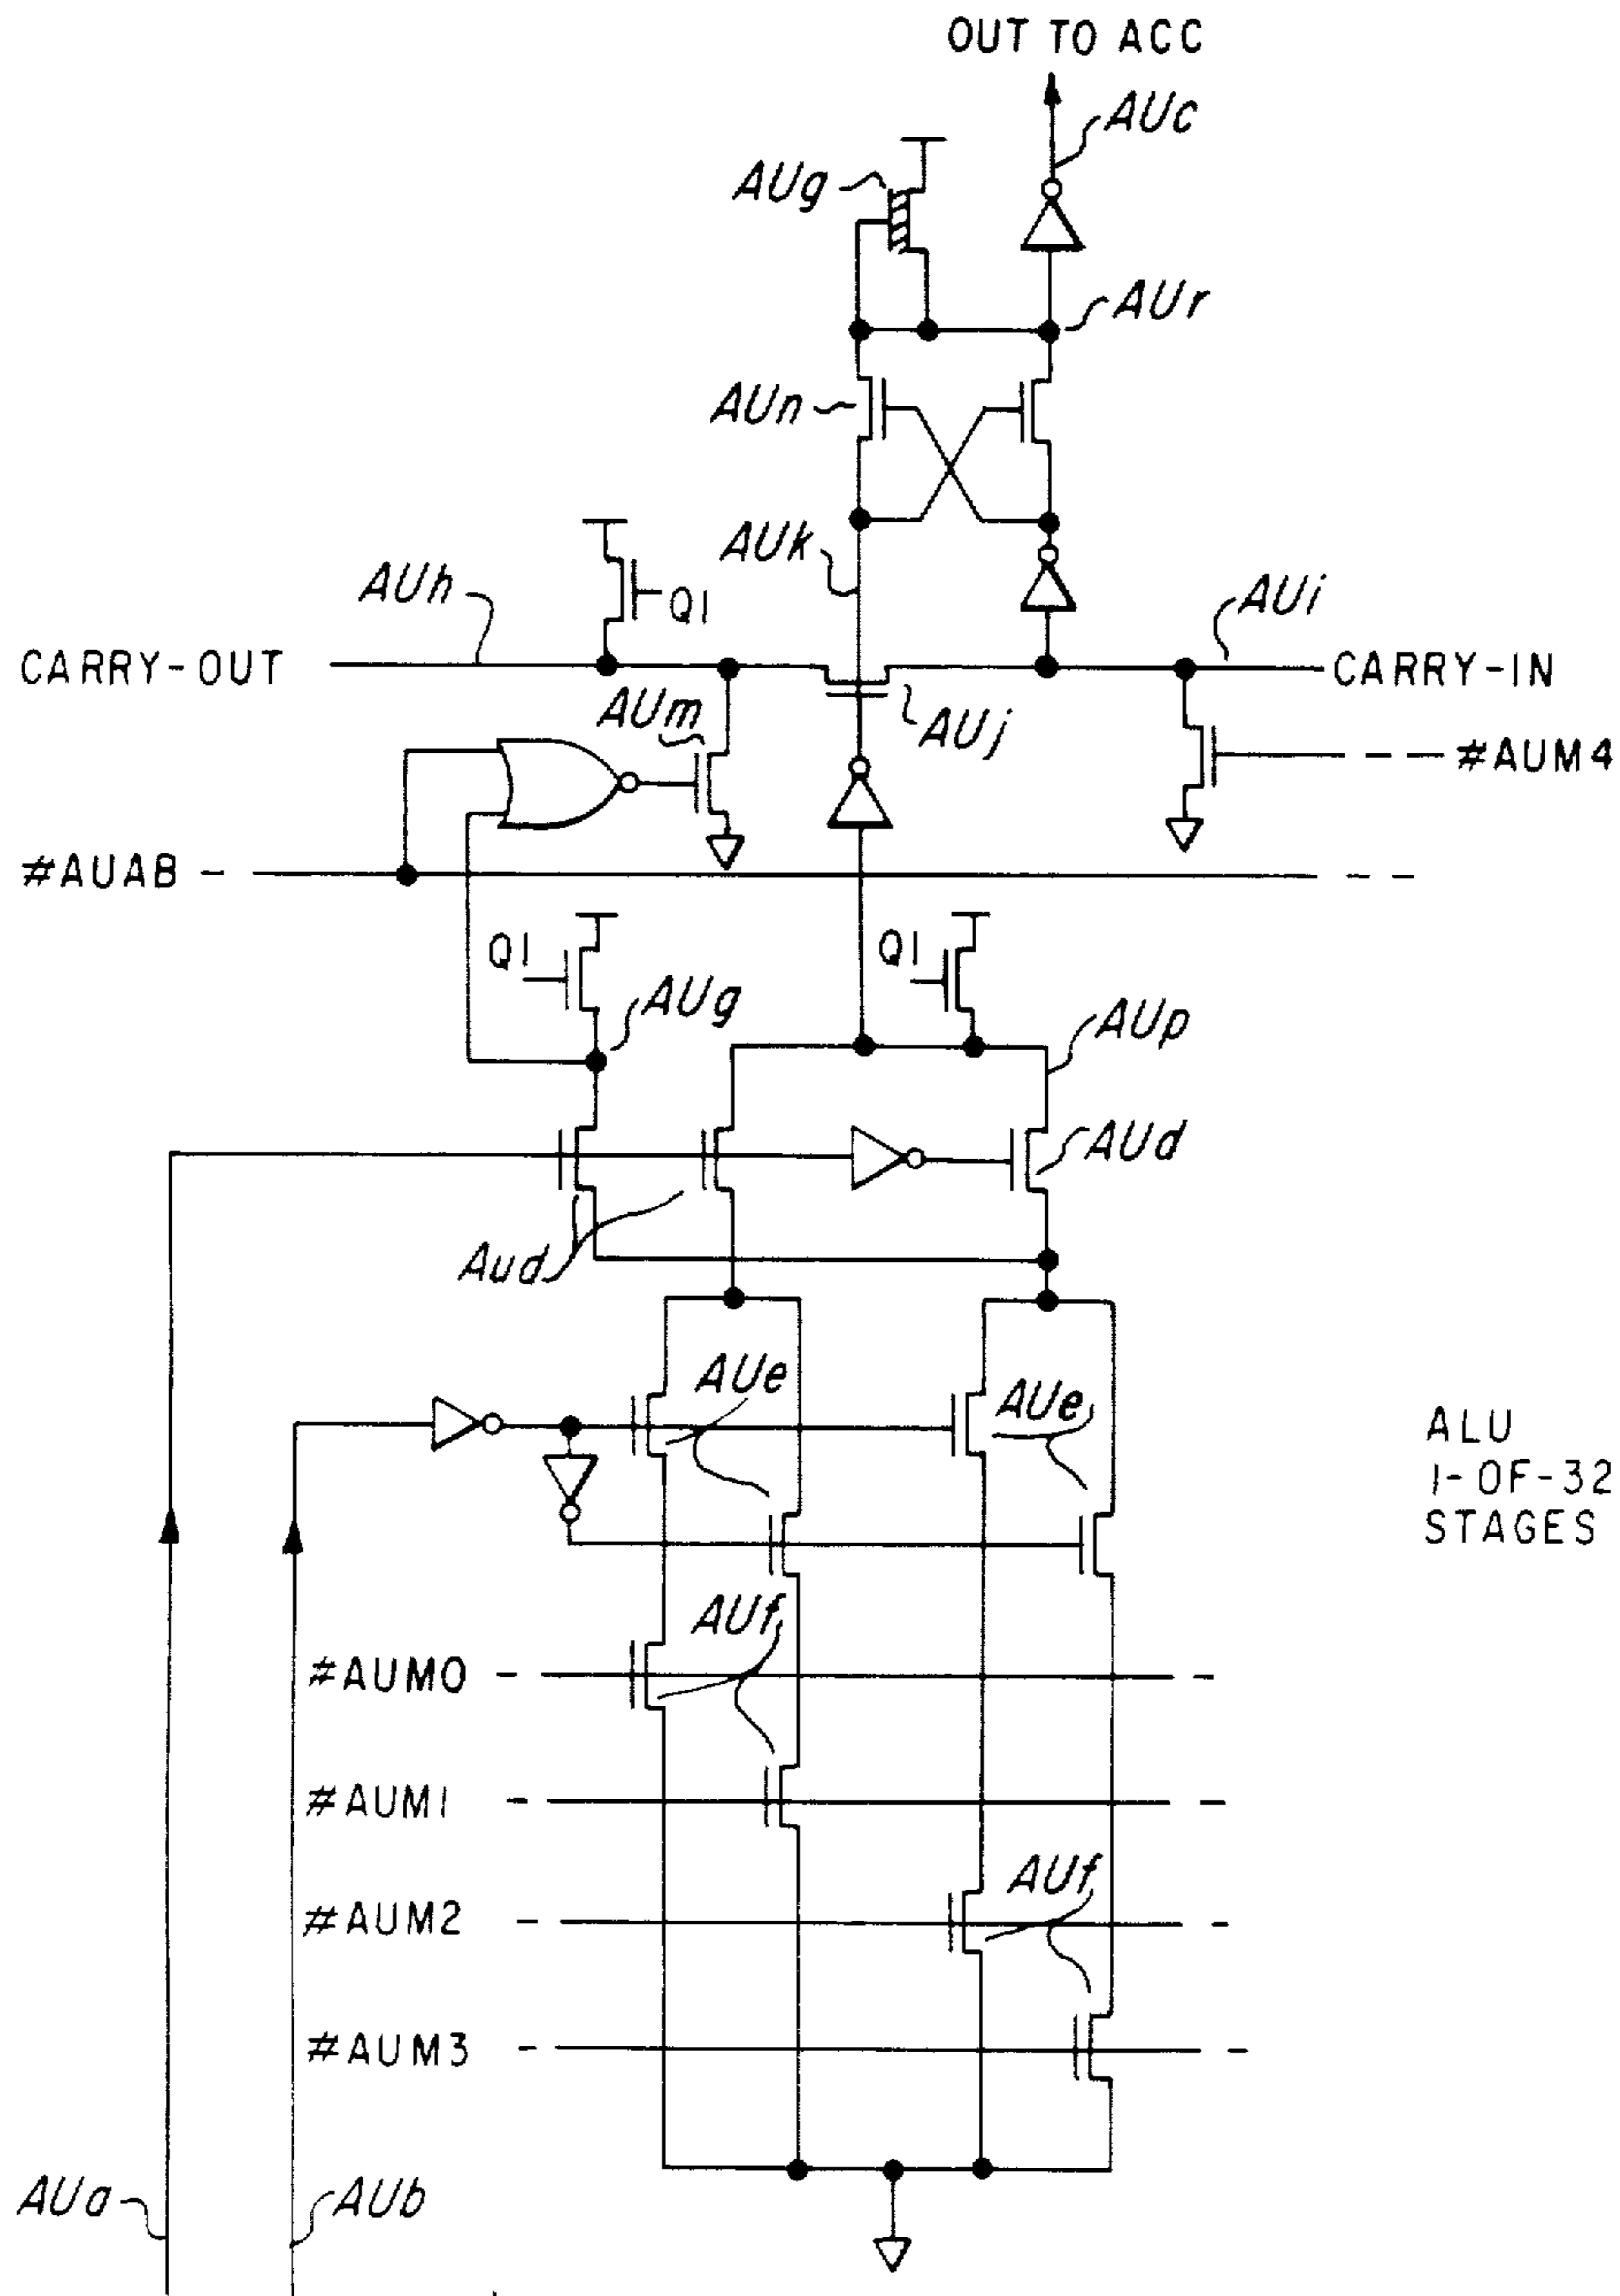 OUT TO ACC
AUc
AUg
AUr
AUn
AUk
AUh
Q1
AUi
CARRY-OUT
CARRY-IN
AUm
AUj
#AUM4
#AUAB
Q1
Q1
AUg
AUp
AUd
Aud
AUe
AUe
ALU
1-OF-32
STAGES
AUf
#AUM0
#AUM1
AUf
#AUM2
#AUM3
AUa
AUb